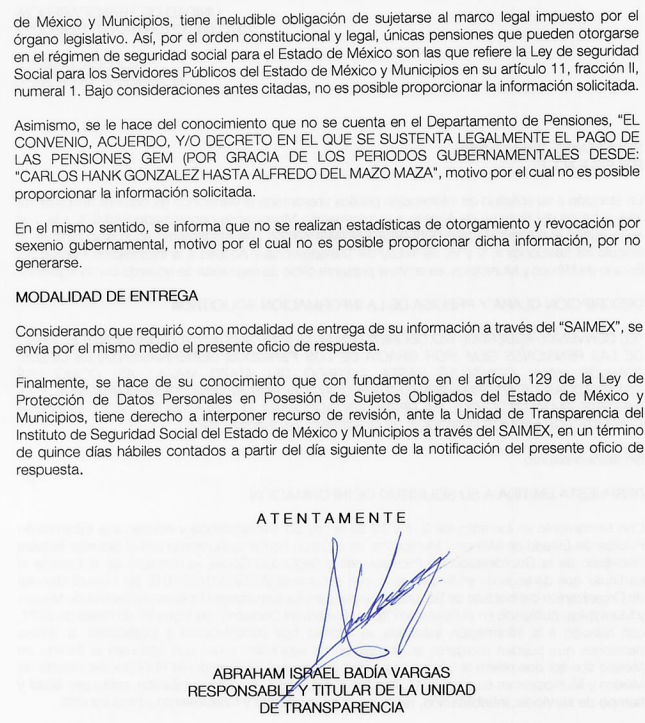 de México y Municipios, tiene ineludible obligación de sujetarse al marco legal impuesto por el
órgano legislativo. Así, por el orden constitucional y legal, únicas pensiones que pueden otorgarse
en el régimen de seguridad social para el Estado de México son las que refiere la Ley de seguridad
Social para los Servidores Públicos del Estado de México y Municipios en su artículo 11, fracción II,
numeral 1. Bajo consideraciones antes citadas, no es posible proporcionar la información solicitada.
Asimismo, se le hace del conocimiento que no se cuenta en el Departamento de Pensiones, "EL
CONVENIO, ACUERDO, Y/O DECRETO EN EL QUE SE SUSTENTA LEGALMENTE EL PAGO DE
LAS PENSIONES GEM (POR GRACIA DE LOS PERIODOS GUBERNAMENTALES DESDE:
"CARLOS HANK GONZALEZ HASTA ALFREDO DEL MAZO MAZA", motivo por el cual no es posible
proporcionar la información solicitada.
En el mismo sentido, se informa que no se realizan estadísticas de otorgamiento y revocación por
sexenio gubernamental, motivo por el cual no es posible proporcionar dicha información, por no
generarse.
MODALIDAD DE ENTREGA
Considerando que requirió como modalidad de entrega de su información a través del "SAIMEX", se
envía por el mismo medio el presente oficio de respuesta.
Finalmente, se hace de su conocimiento que con fundamento en el artículo 129 de la Ley de
Protección de Datos Personales en Posesión de Sujetos Obligados del Estado de México y
Municipios, tiene derecho a interponer recurso de revisión, ante la Unidad de Transparencia del
Instituto de Seguridad Social del Estado de México y Municipios a través del SAIMEX, en un término
de quince días hábiles contados a partir del día siguiente de la notificación del presente oficio de
respuesta.
ATENTAMENTE
ABRAHAM ISRAEL BADÍA VARGAS
RESPONSABLE Y TITULAR DE LA UNIDAD
DE TRANSPARENCIA